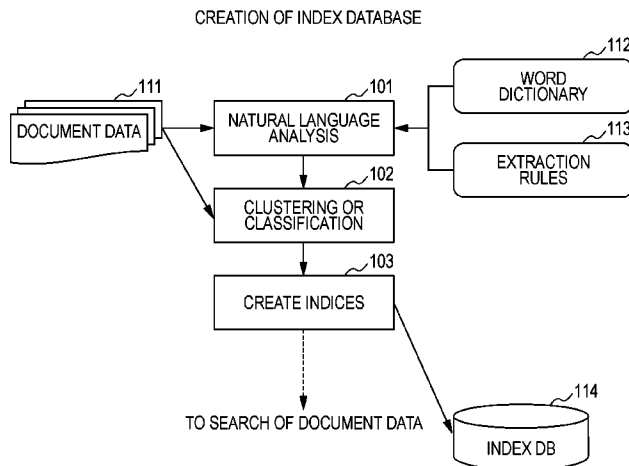 CREATION OF INDEX DATABASE
111
DOCUMENT DATA
101
NATURAL LANGUAGE
ANALYSIS
112
WORD
DICTIONARY
113
EXTRACTION
RULES
102
CLUSTERING OR
CLASSIFICATION
103
CREATE INDICES
TO SEARCH OF DOCUMENT DATA
114
INDEX DB